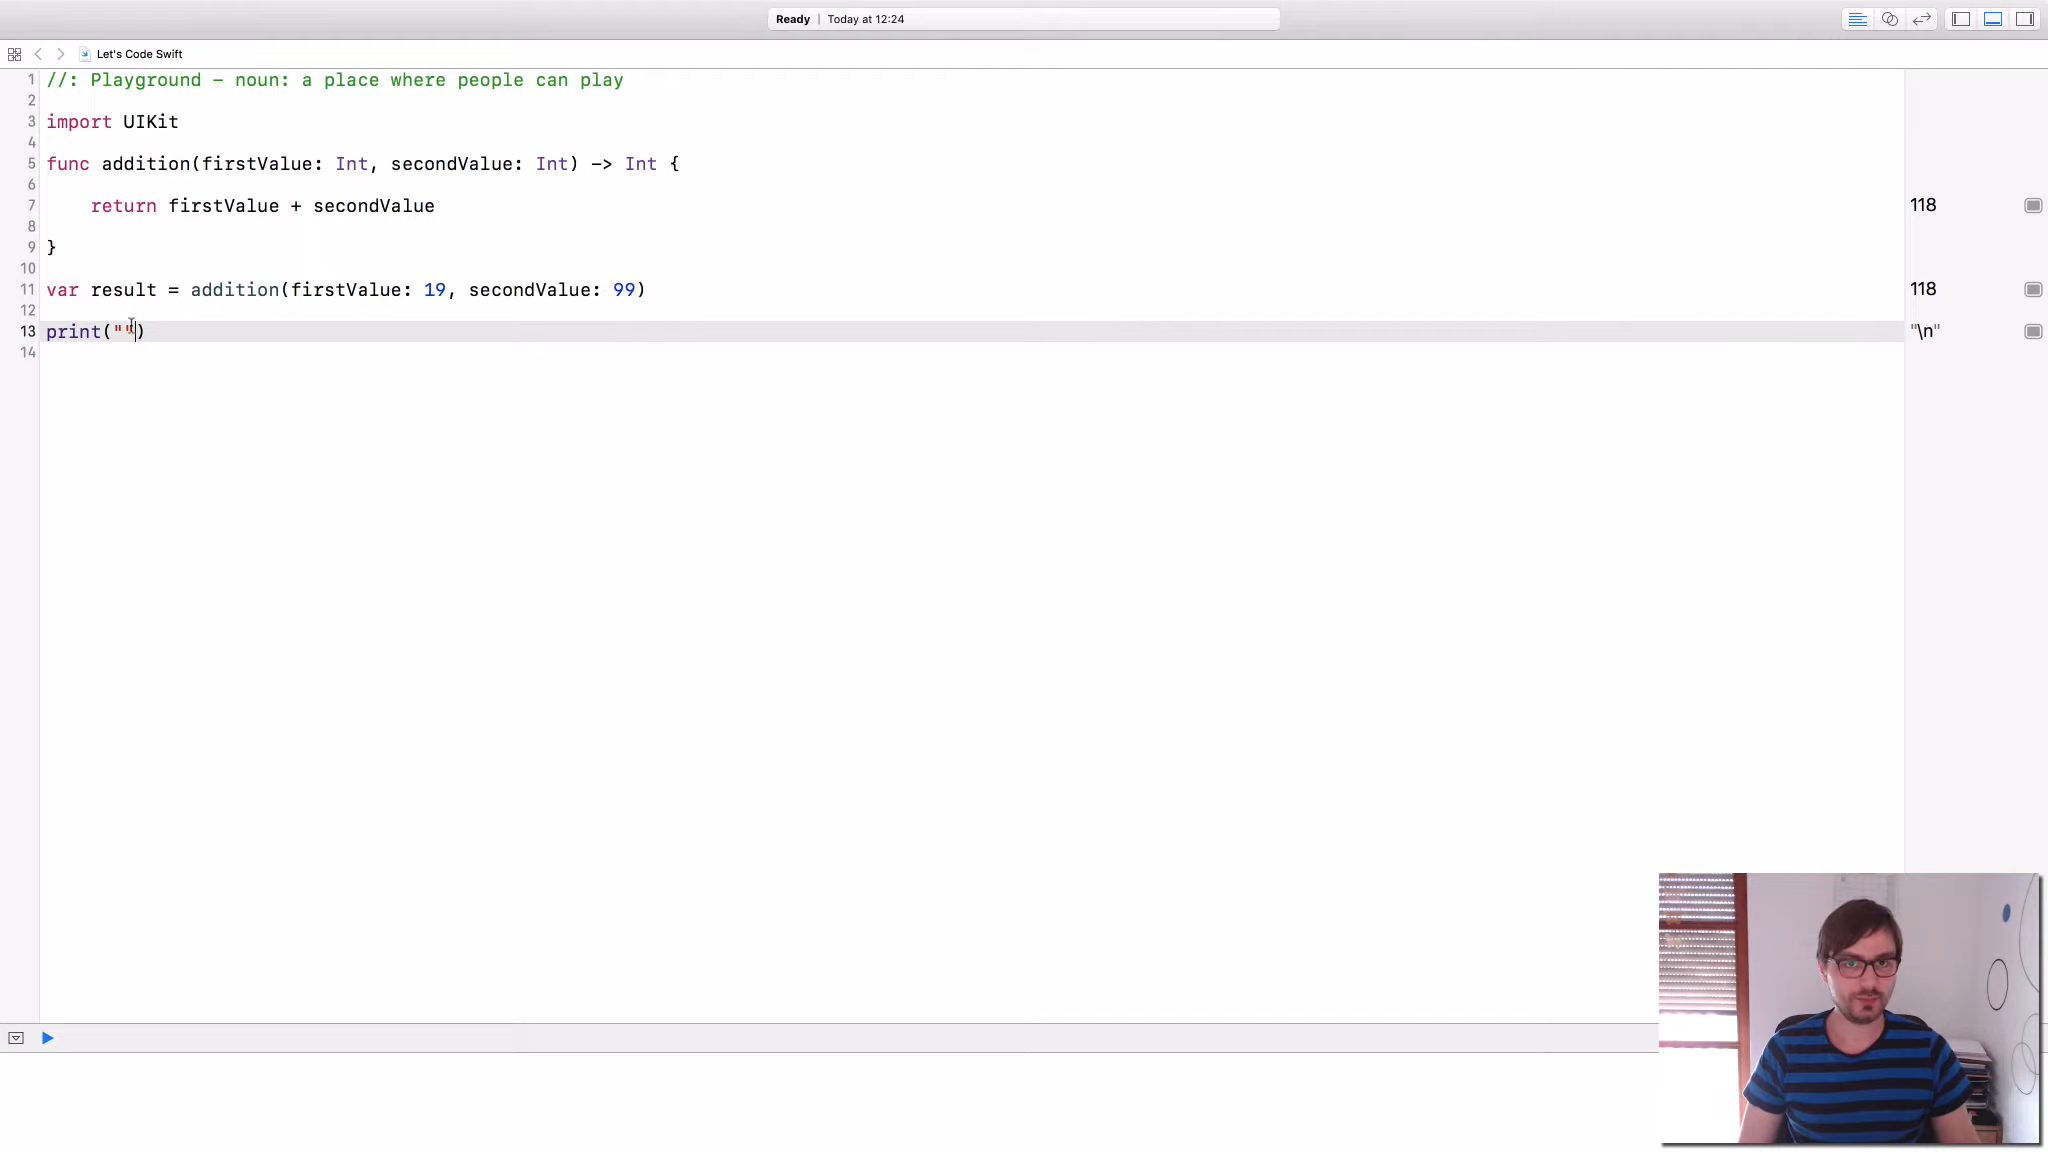 Ready | Today at 12:24
Let's Code Swift
1 //: Playground – noun: a place where people can play
2
3 import UIKit
4
5 func addition(firstValue: Int, secondValue: Int) –> Int {
6
7 return firstValue + secondValue 118
8
9 }
10
11 var result = addition(firstValue: 19, secondValue: 99) 118
12
13 print("") "\n"
14